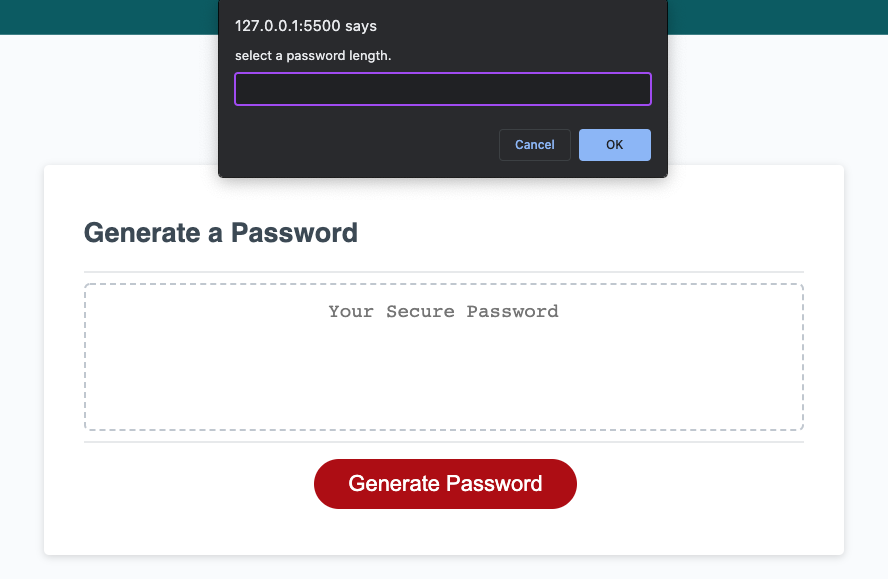 127.0.0.1:5500 says
select a password length.
Cancel
OK
Generate a Password
Your Secure Password
Generate Password